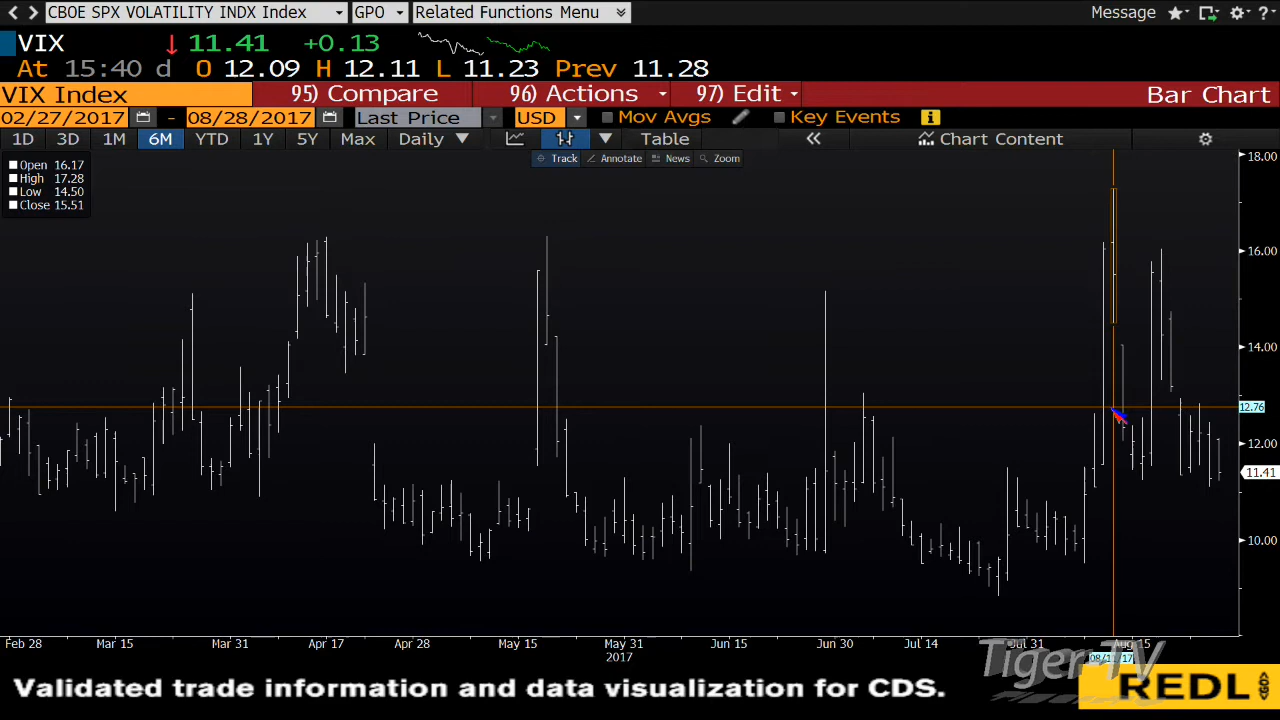 CBOE SPX VOLATILITY INDX Index GPO Related Functions Menu Message ?
VIX 11.41 +0.13
At 15:40 d O 12.09 H 12.11 L 11.23 Prev 11.28
VIX Index 95) Compare 96) Actions 97) Edit Bar Chart
02/27/2017 - 08/28/2017 Last Price USD Mov Avgs Key Events i
1D 3D 1M 6M YTD 1Y 5Y Max Daily Table « Chart Content
Track Annotate News Zoom
Open 16.17
High 17.28
Low 14.50
Close 15.51
18.00
16.00
14.00
12.76
12.00
11.41
10.00
Feb 28 Mar 15 Mar 31 Apr 17 Apr 28 May 15 May 31 Jun 15 Jun 30 Jul 14 Jul 31 Aug 15
2017 08/11/17
Tiger-TV
Validated trade information and data visualization for CDS. REDL GO